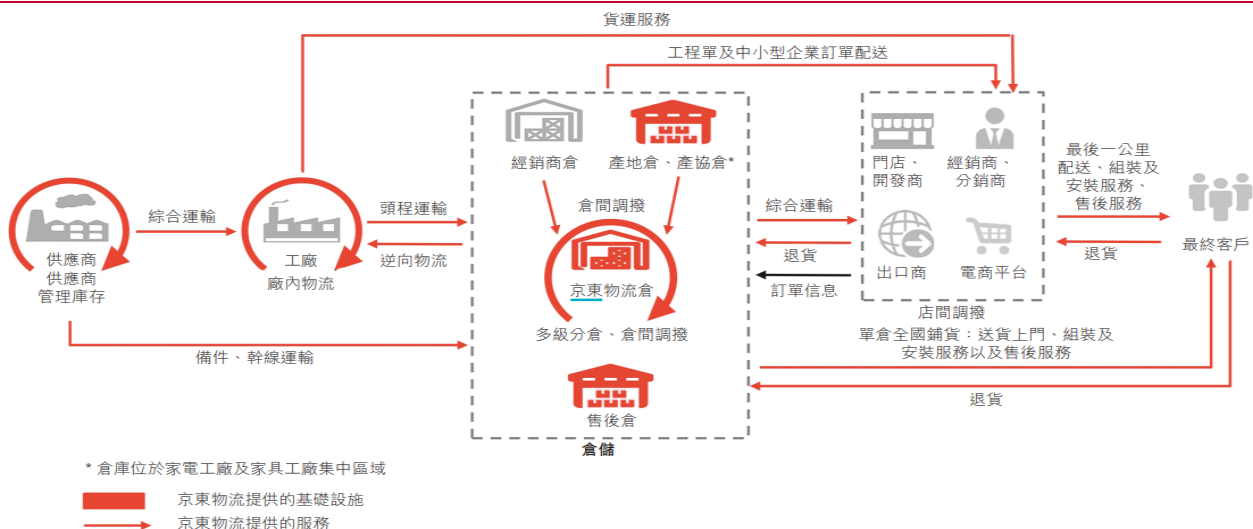 貨運服務
工程單及中小型企業訂單配送
經銷商倉
產地倉、產協倉*
門店、
開發商
經銷商、
分銷商
最後一公里
配送、組裝及
安裝服務、
售後服務
綜合運輸
頭程運輸
倉間調撥
綜合運輸
供應商
供應商
管理庫存
工廠
廠內物流
逆向物流
京東物流倉
退貨
訂單信息
出口商
電商平台
退貨
最終客戶
店間調撥
多級分倉、倉間調撥
單倉全國鋪貨：送貨上門、組裝及
安裝服務以及售後服務
備件、幹線運輸
退貨
售後倉
倉儲
* 倉庫位於家電工廠及家具工廠集中區域
京東物流提供的基礎設施
京東物流提供的服務